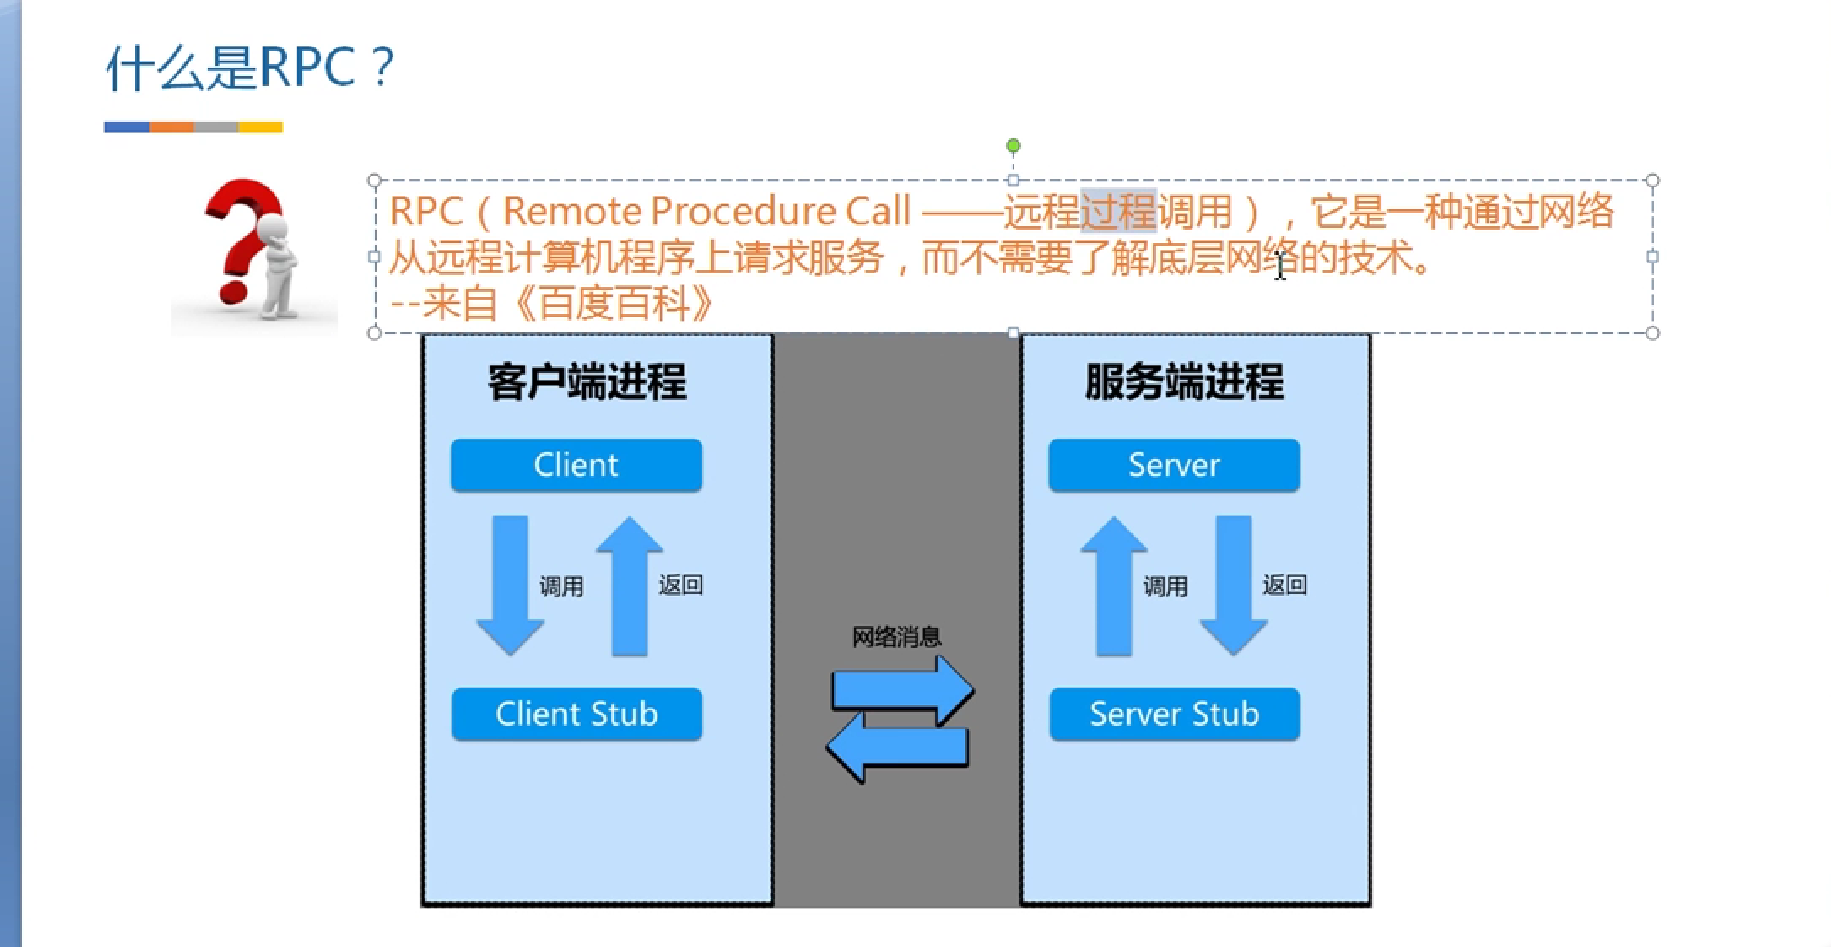 什么是RPC？
RPC（Remote Procedure Call ——远程过程调用），它是一种通过网络
从远程计算机程序上请求服务，而不需要了解底层网络的技术。
--来自《百度百科》
客户端进程
服务端进程
Client
Server
调用
返回
调用
返回
网络消息
Client Stub
Server Stub